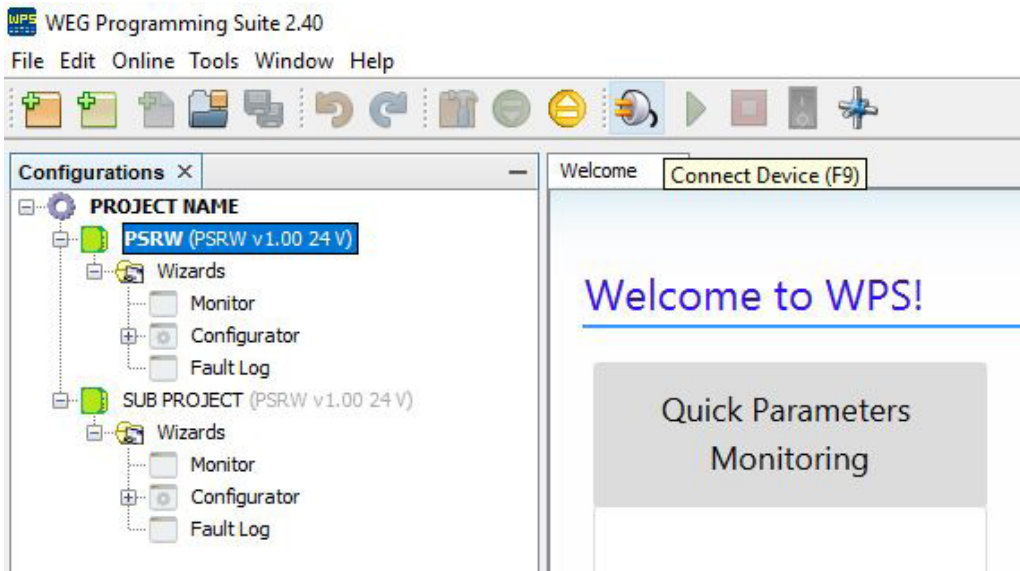 WPS
WEG Programming Suite 2.40
File Edit Online Tools Window Help
Configurations
Welcome
Connect Device (F9)
PROJECT NAME
PSRW (PSRW v1.00 24 V)
Wizards
Monitor
Configurator
Fault Log
SUB PROJECT (PSRW v1.00 24 V)
Wizards
Monitor
Configurator
Fault Log
Welcome to WPS!
Quick Parameters
Monitoring